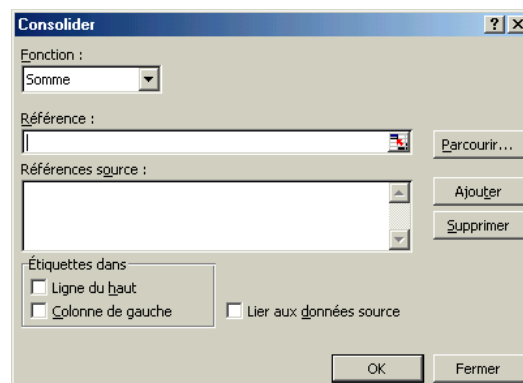 Consolider
Fonction :
Somme
Référence :
Parcourir...
Références source :
Ajouter
Supprimer
Étiquettes dans
Ligne du haut
Colonne de gauche
Lier aux données source
OK
Fermer